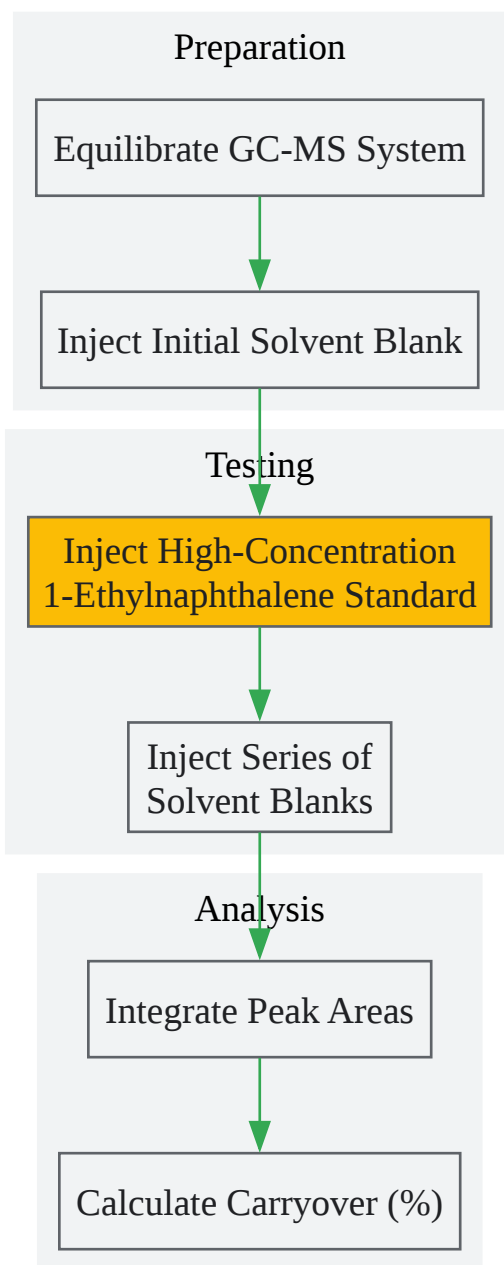 Preparation
Equilibrate GC-MS System
Inject Initial Solvent Blank
Testing
Inject High-Concentration
1-Ethylnaphthalene Standard
Inject Series of
Solvent Blanks
Analysis
Integrate Peak Areas
Calculate Carryover (%)